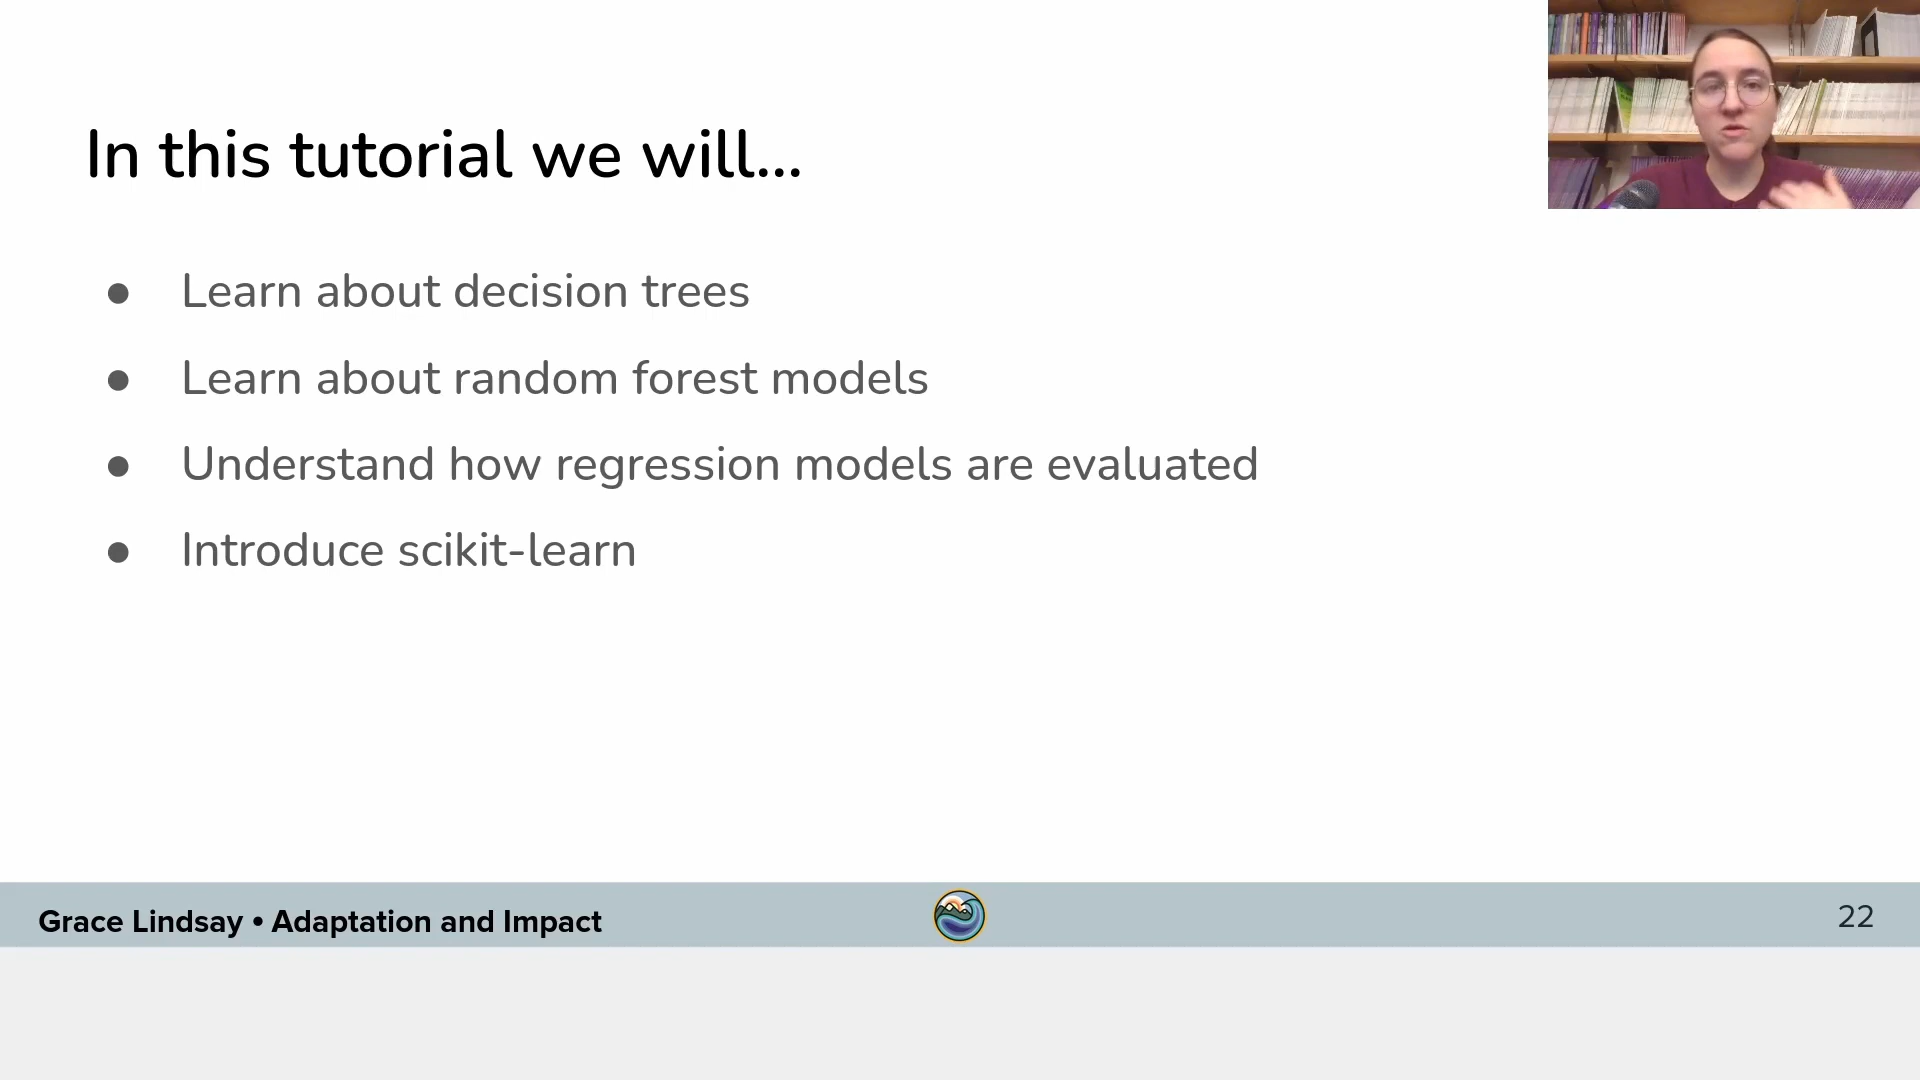 In this tutorial we will...
● Learn about decision trees
● Learn about random forest models
● Understand how regression models are evaluated
● Introduce scikit-learn
Grace Lindsay • Adaptation and Impact
22